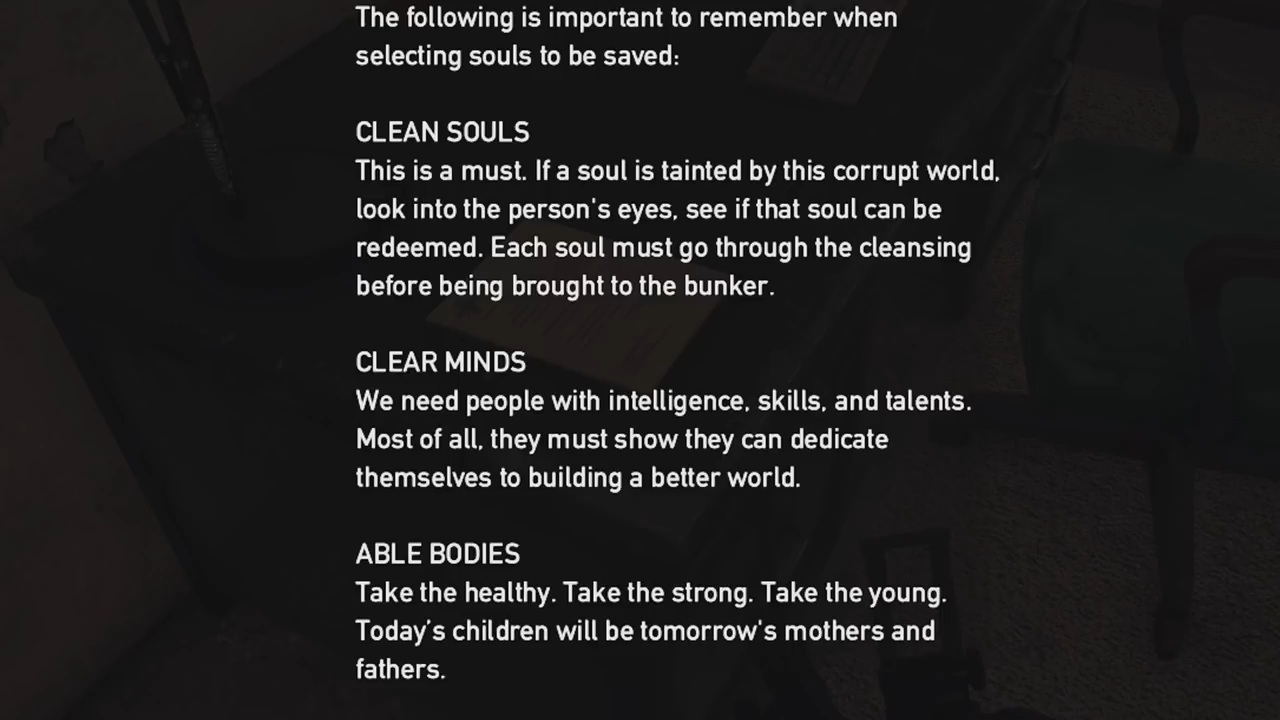 The following is important to remember when
selecting souls to be saved:
CLEAN SOULS
This is a must. If a soul is tainted by this corrupt world,
look into the person's eyes, see if that soul can be
redeemed. Each soul must go through the cleansing
before being brought to the bunker.
CLEAR MINDS
We need people with intelligence, skills, and talents.
Most of all, they must show they can dedicate
themselves to building a better world.
ABLE BODIES
Take the healthy. Take the strong. Take the young.
Today's children will be tomorrow's mothers and
fathers.